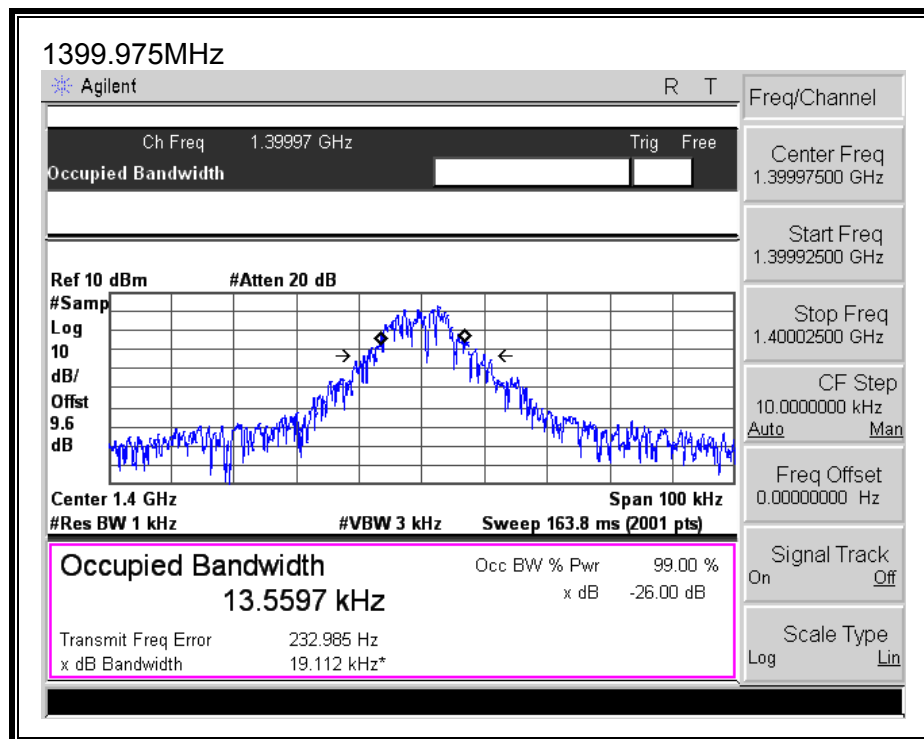 1399.975MHz
Agilent R T
Ch Freq 1.39997 GHz Trig Free
Occupied Bandwidth
Ref 10 dBm #Atten 20 dB
#Samp
Log
10
dB/
Offst
9.6
dB
Center 1.4 GHz Span 100 kHz
#Res BW 1 kHz #VBW 3 kHz Sweep 163.8 ms (2001 pts)
Occupied Bandwidth Occ BW % Pwr 99.00 %
13.5597 kHz x dB -26.00 dB
Transmit Freq Error 232.985 Hz
x dB Bandwidth 19.112 kHz*
Freq/Channel
Center Freq
1.39997500 GHz
Start Freq
1.39992500 GHz
Stop Freq
1.40002500 GHz
CF Step
10.0000000 kHz
Auto Man
Freq Offset
0.00000000 Hz
Signal Track
On Off
Scale Type
Log Lin